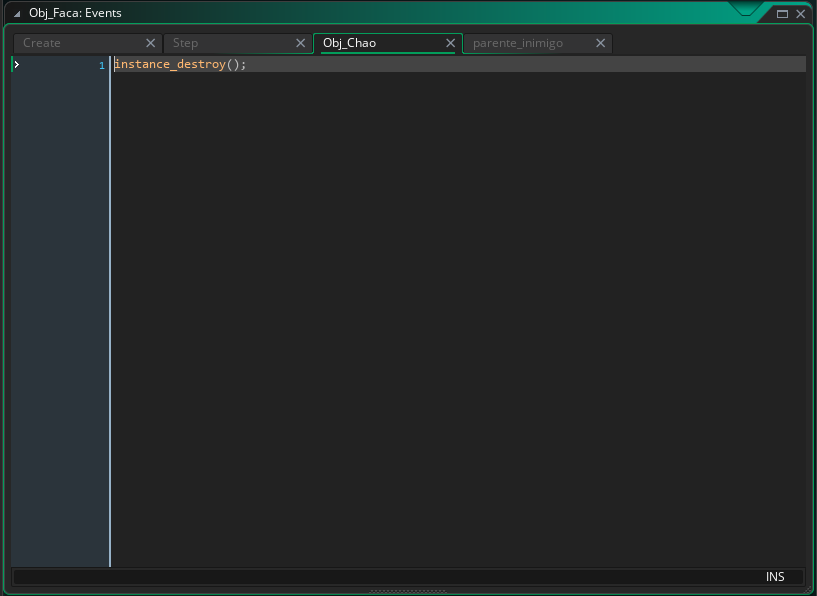 Obj_Faca: Events
Create Step Obj_Chao parente_inimigo
1 instance_destroy();
INS